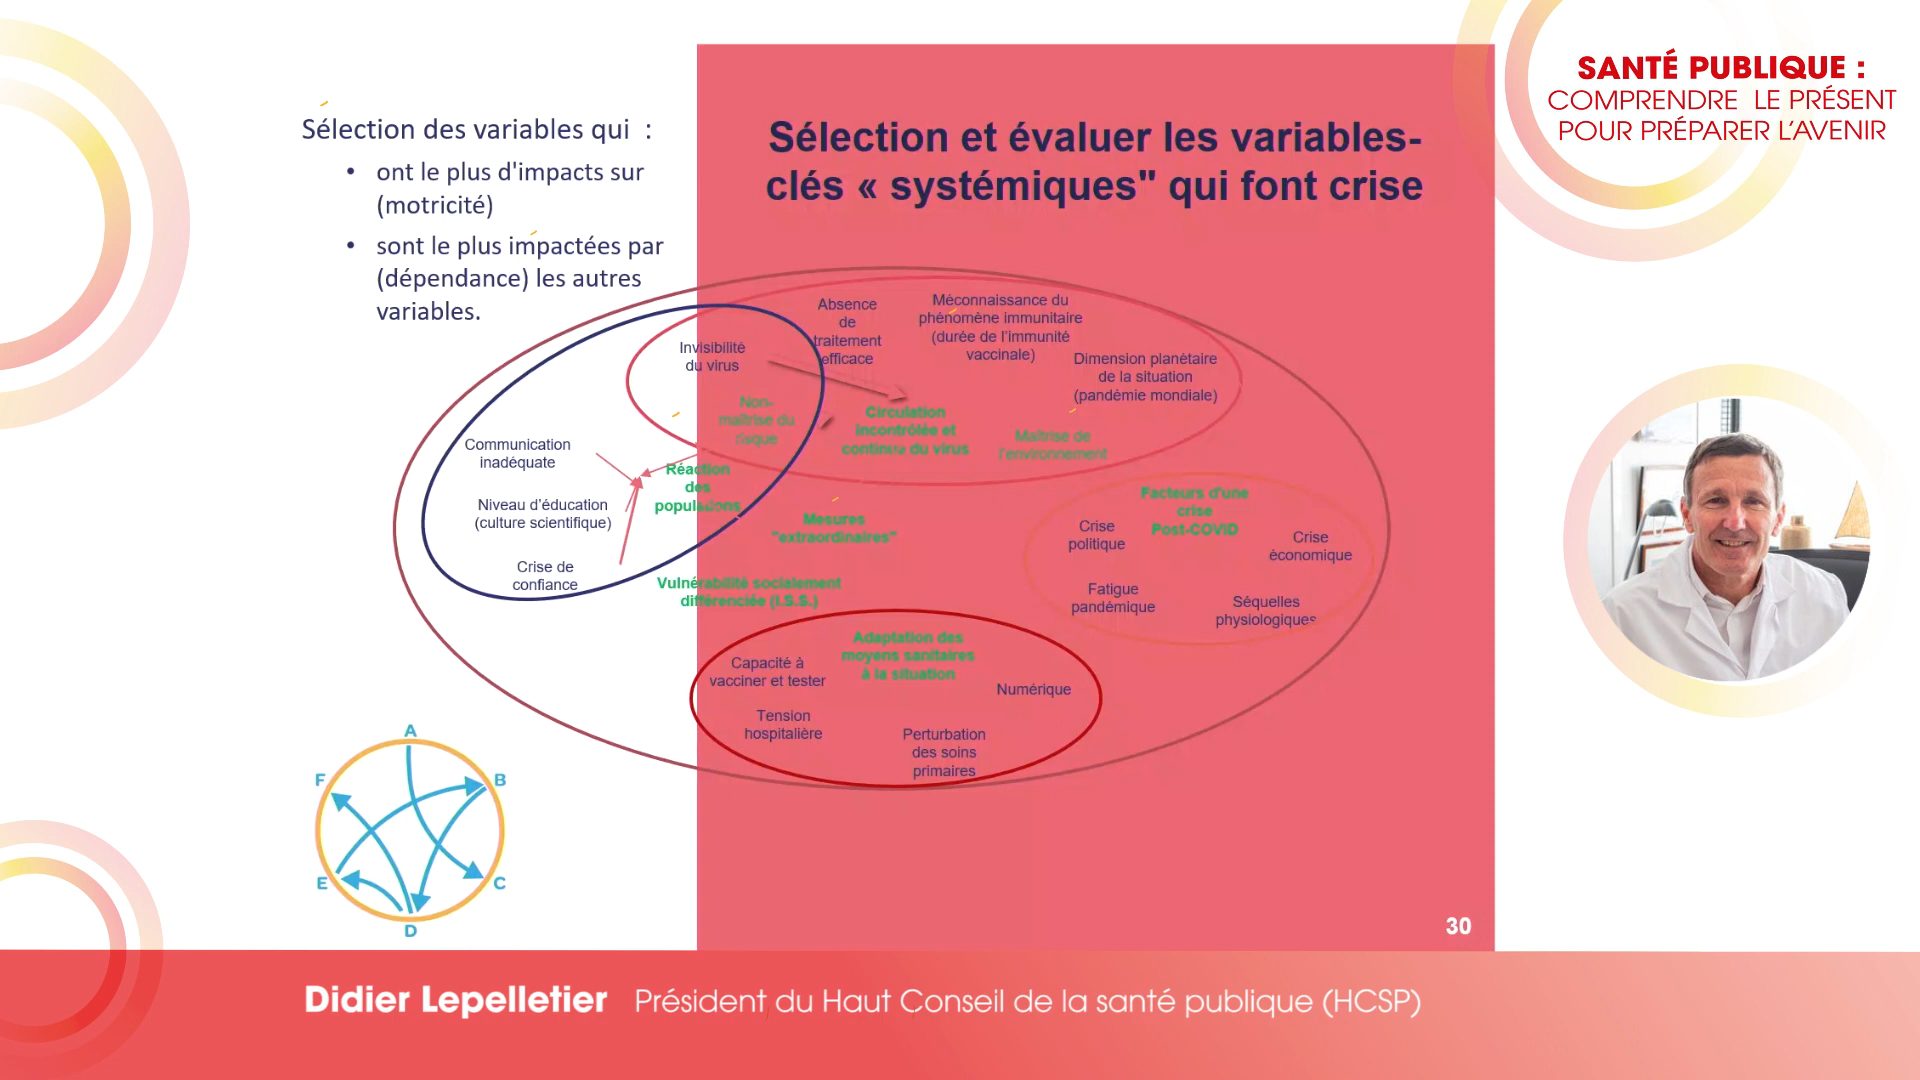 SANTÉ PUBLIQUE :
COMPRENDRE LE PRÉSENT
POUR PRÉPARER L'AVENIR
Sélection des variables qui :
• ont le plus d'impacts sur
(motricité)
• sont le plus impactées par
(dépendance) les autres
variables.
Sélection et évaluer les variables-
clés « systémiques" qui font crise
Absence
de
traitement
efficace
Méconnaissance du
phénomène immunitaire
(durée de l'immunité
vaccinale)
Dimension planétaire
de la situation
(pandémie mondiale)
Invisibilité
du virus
Non-
maîtrise du
risque
Circulation
incontrôlée et
continue du virus
Maîtrise de
l'environnement
Communication
inadéquate
Niveau d'éducation
(culture scientifique)
Crise de
confiance
Réaction
des
populations
Mesures
"extraordinaires"
Vulnérabilité socialement
différenciée (I.S.S.)
Facteurs d'une
crise
Post-COVID
Crise
politique
Crise
économique
Fatigue
pandémique
Séquelles
physiologiques
Adaptation des
moyens sanitaires
à la situation
Capacité à
vacciner et tester
Numérique
Tension
hospitalière
Perturbation
des soins
primaires
A
B
C
D
E
F
30
Didier Lepelletier Président du Haut Conseil de la santé publique (HCSP)